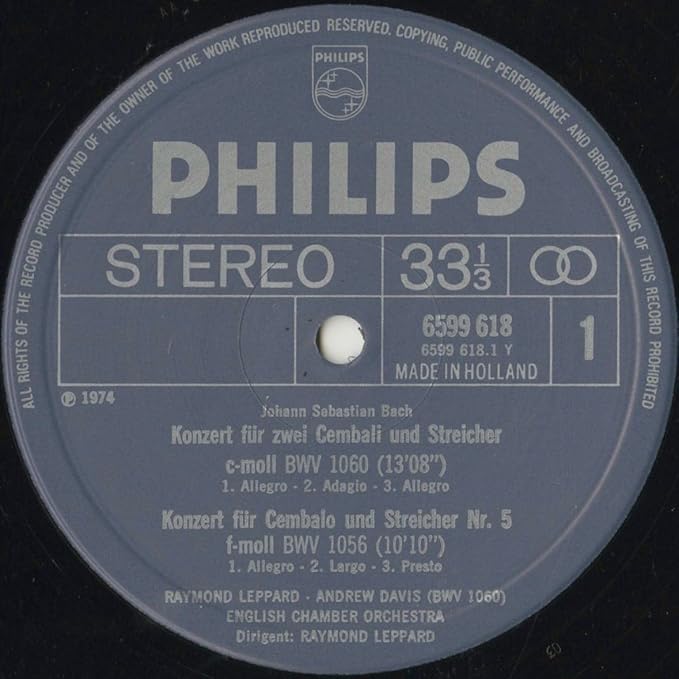 ALL RIGHTS OF THE RECORD PRODUCER AND OF THE OWNER OF THE WORK REPRODUCED RESERVED. COPYING, PUBLIC PERFORMANCE AND BROADCASTING OF THIS RECORD PROHIBITED
PHILIPS
PHILIPS
STEREO 33 1/3
6599 618
6599 618.1 Y
MADE IN HOLLAND
1
℗ 1974
Johann Sebastian Bach
Konzert für zwei Cembali und Streicher
c-moll BWV 1060 (13'08")
1. Allegro - 2. Adagio - 3. Allegro
Konzert für Cembalo und Streicher Nr. 5
f-moll BWV 1056 (10'10")
1. Allegro - 2. Largo - 3. Presto
RAYMOND LEPPARD - ANDREW DAVIS (BWV 1060)
ENGLISH CHAMBER ORCHESTRA
Dirigent: RAYMOND LEPPARD